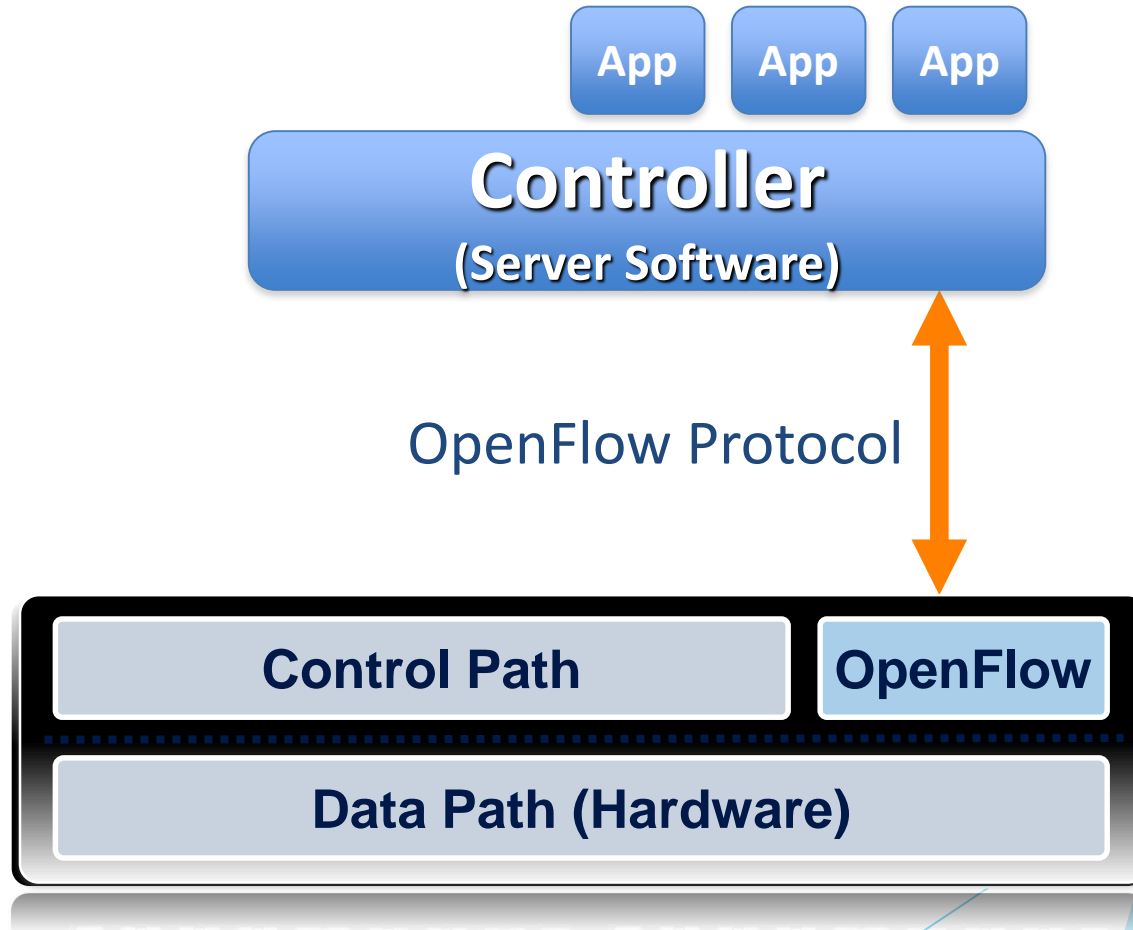 App App App
Controller
(Server Software)
OpenFlow Protocol
Control Path OpenFlow
Data Path (Hardware)